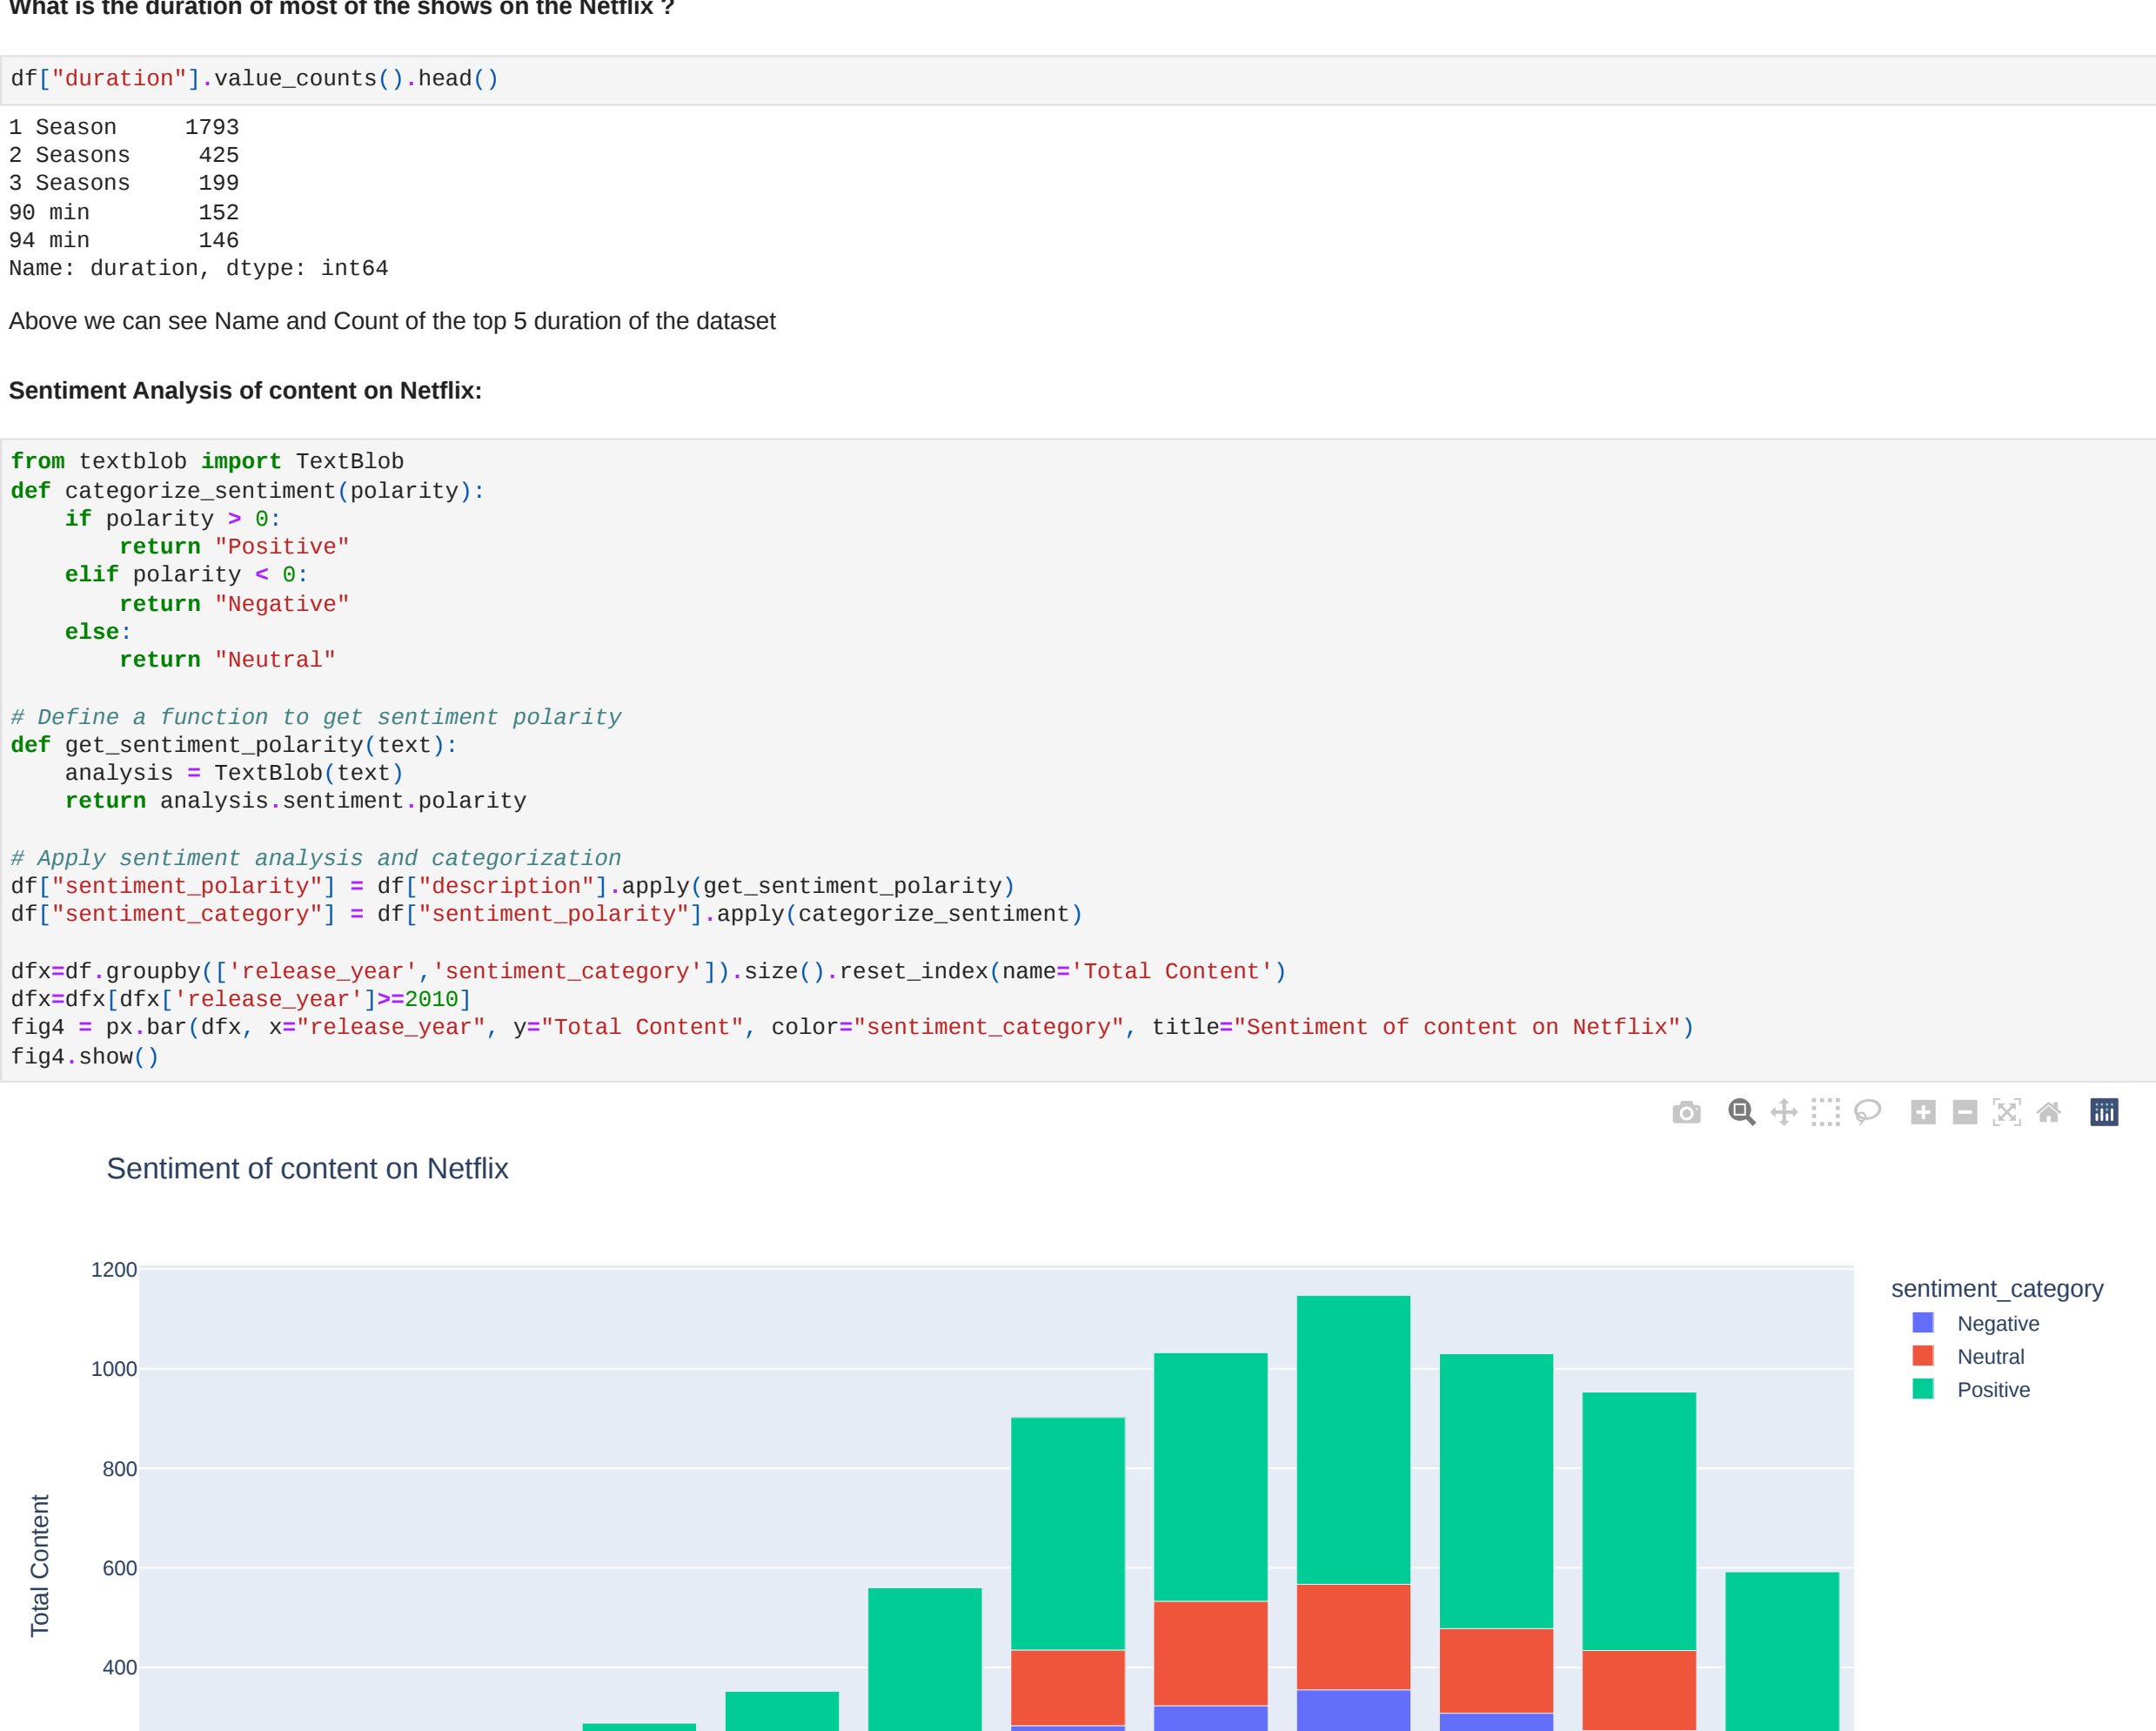 What is the duration of most of the shows on the Netflix ?
df["duration"].value_counts().head()
1 Season     1793
2 Seasons     425
3 Seasons     199
90 min        152
94 min        146
Name: duration, dtype: int64
Above we can see Name and Count of the top 5 duration of the dataset
Sentiment Analysis of content on Netflix:
from textblob import TextBlob
def categorize_sentiment(polarity):
    if polarity > 0:
        return "Positive"
    elif polarity < 0:
        return "Negative"
    else:
        return "Neutral"
# Define a function to get sentiment polarity
def get_sentiment_polarity(text):
    analysis = TextBlob(text)
    return analysis.sentiment.polarity
# Apply sentiment analysis and categorization
df["sentiment_polarity"] = df["description"].apply(get_sentiment_polarity)
df["sentiment_category"] = df["sentiment_polarity"].apply(categorize_sentiment)
dfx=df.groupby(['release_year','sentiment_category']).size().reset_index(name='Total Content')
dfx=dfx[dfx['release_year']>=2010]
fig4 = px.bar(dfx, x="release_year", y="Total Content", color="sentiment_category", title="Sentiment of content on Netflix")
fig4.show()
Sentiment of content on Netflix
1200
1000
800
600
400
Total Content
sentiment_category
Negative
Neutral
Positive